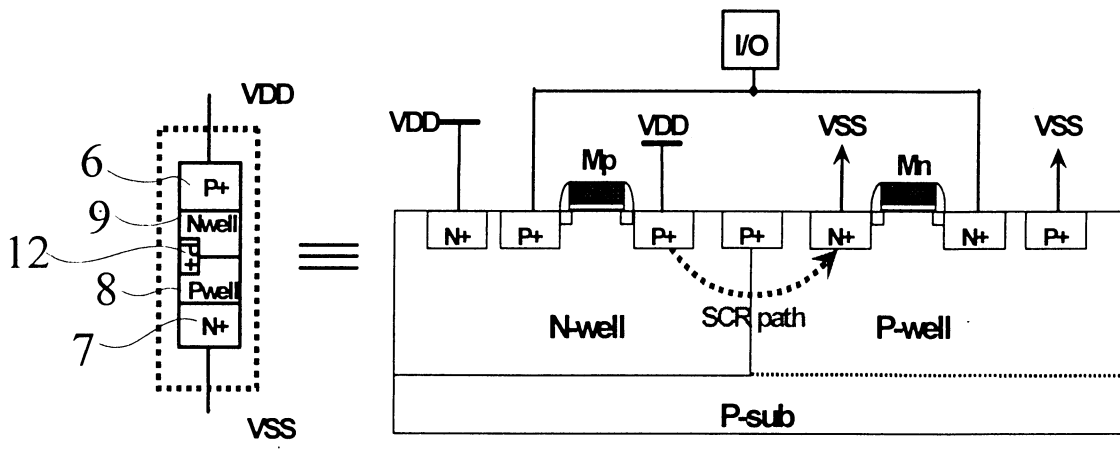 VDD
6
P+
9
Nwell
12
P+
8
Pwell
7
N+
VSS
I/O
VDD
VDD
VSS
VSS
Mp
Mn
N+
P+
P+
P+
N+
N+
P+
SCR path
N-well
P-well
P-sub